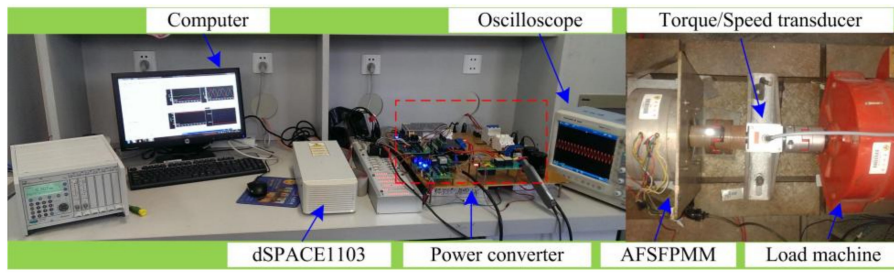 Computer
Oscilloscope
Torque/Speed transducer
dSPACE1103
Power converter
AFSFPMM
Load machine